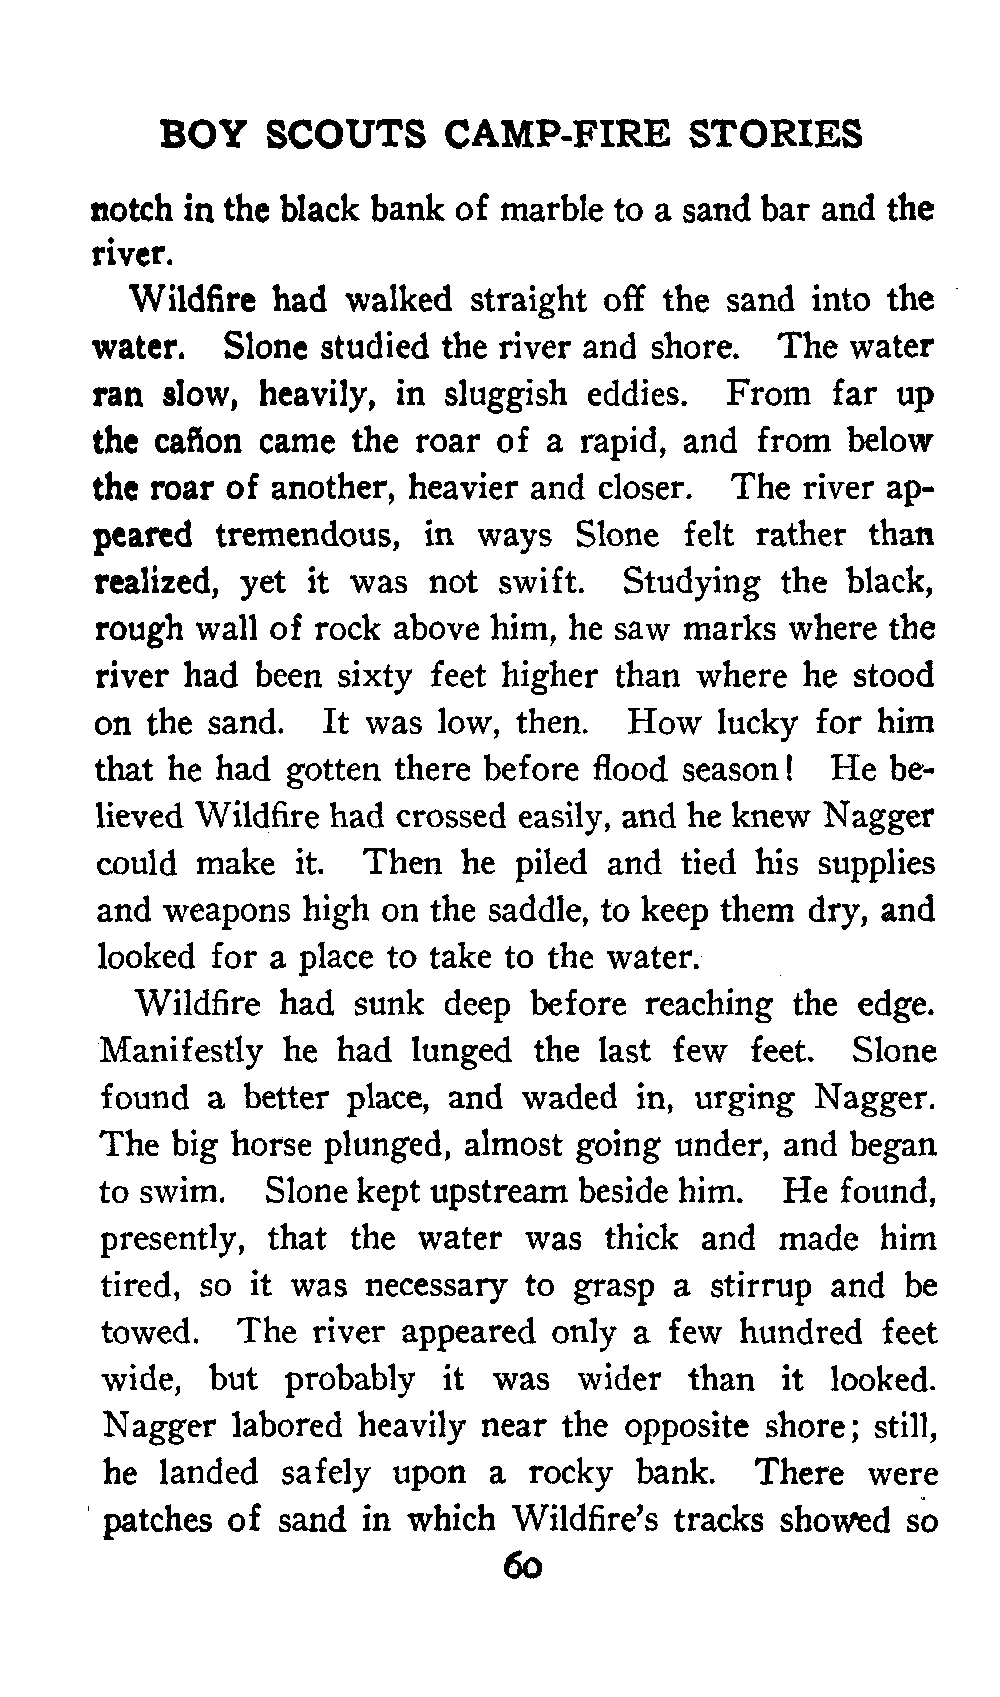 BOY SCOUTS CAMP-FIRE STORIES
notch in the black bank of marble to a sand bar and the
river.
Wildfire had walked straight off the sand into the
water. Slone studied the river and shore. The water
ran slow, heavily, in sluggish eddies. From far up
the cañon came the roar of a rapid, and from below
the roar of another, heavier and closer. The river ap-
peared tremendous, in ways Slone felt rather than
realized, yet it was not swift. Studying the black,
rough wall of rock above him, he saw marks where the
river had been sixty feet higher than where he stood
on the sand. It was low, then. How lucky for him
that he had gotten there before flood season! He be-
lieved Wildfire had crossed easily, and he knew Nagger
could make it. Then he piled and tied his supplies
and weapons high on the saddle, to keep them dry, and
looked for a place to take to the water.
Wildfire had sunk deep before reaching the edge.
Manifestly he had lunged the last few feet. Slone
found a better place, and waded in, urging Nagger.
The big horse plunged, almost going under, and began
to swim. Slone kept upstream beside him. He found,
presently, that the water was thick and made him
tired, so it was necessary to grasp a stirrup and be
towed. The river appeared only a few hundred feet
wide, but probably it was wider than it looked.
Nagger labored heavily near the opposite shore; still,
he landed safely upon a rocky bank. There were
patches of sand in which Wildfire's tracks showed so
60